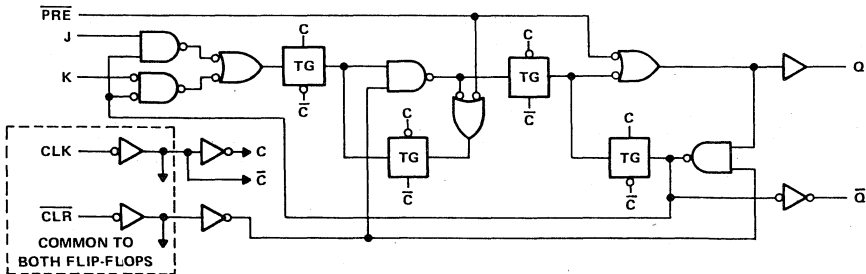 PRE̅
J
K
C
TG
C̅
C
TG
C̅
C
TG
C̅
C
TG
C̅
Q
Q̅
CLK
C
C̅
CLR̅
COMMON TO
BOTH FLIP-FLOPS